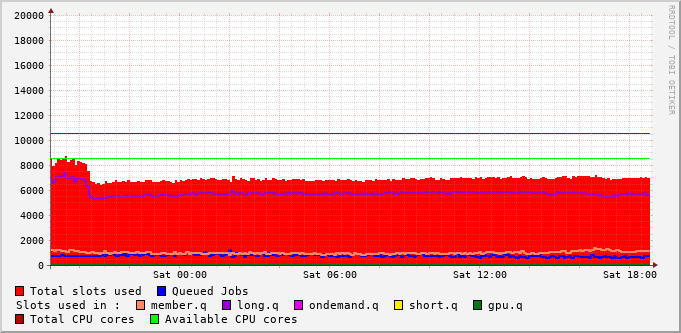 20000
18000
16000
14000
12000
10000
8000
6000
4000
2000
0
Sat 00:00 Sat 06:00 Sat 12:00 Sat 18:00
RRDTOOL / TOBI OETIKER
Total slots used Queued Jobs
Slots used in : member.q long.q ondemand.q short.q gpu.q
Total CPU cores Available CPU cores